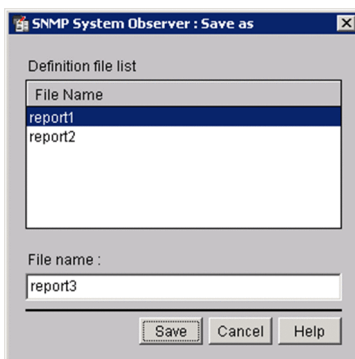 SNMP System Observer : Save as
Definition file list
File Name
report1
report2
File name :
report3
Save Cancel Help